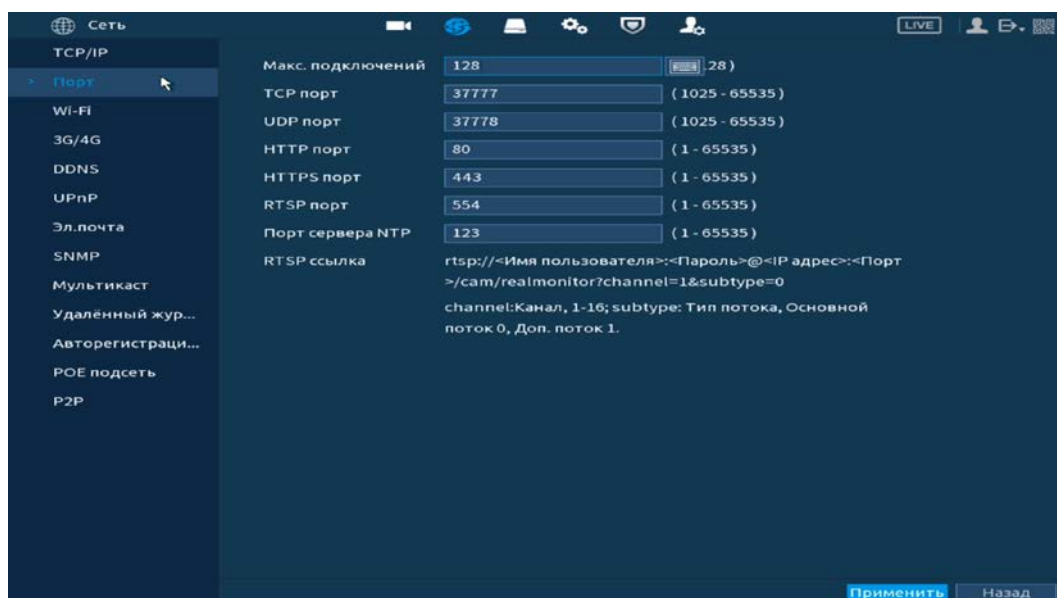 Сеть
LIVE
TCP/IP
Порт
Wi-Fi
3G/4G
DDNS
UPnP
Эл.почта
SNMP
Мультикаст
Удалённый жур...
Авторегистраци...
POE подсеть
P2P
Макс. подключений 128 28 )
TCP порт 37777 ( 1025 - 65535 )
UDP порт 37778 ( 1025 - 65535 )
HTTP порт 80 ( 1 - 65535 )
HTTPS порт 443 ( 1 - 65535 )
RTSP порт 554 ( 1 - 65535 )
Порт сервера NTP 123 ( 1 - 65535 )
RTSP ссылка rtsp://<Имя пользователя>:<Пароль>@<IP адрес>:<Порт
>/cam/realmonitor?channel=1&subtype=0
channel:Канал, 1-16; subtype: Тип потока, Основной
поток 0, Доп. поток 1.
Применить Назад